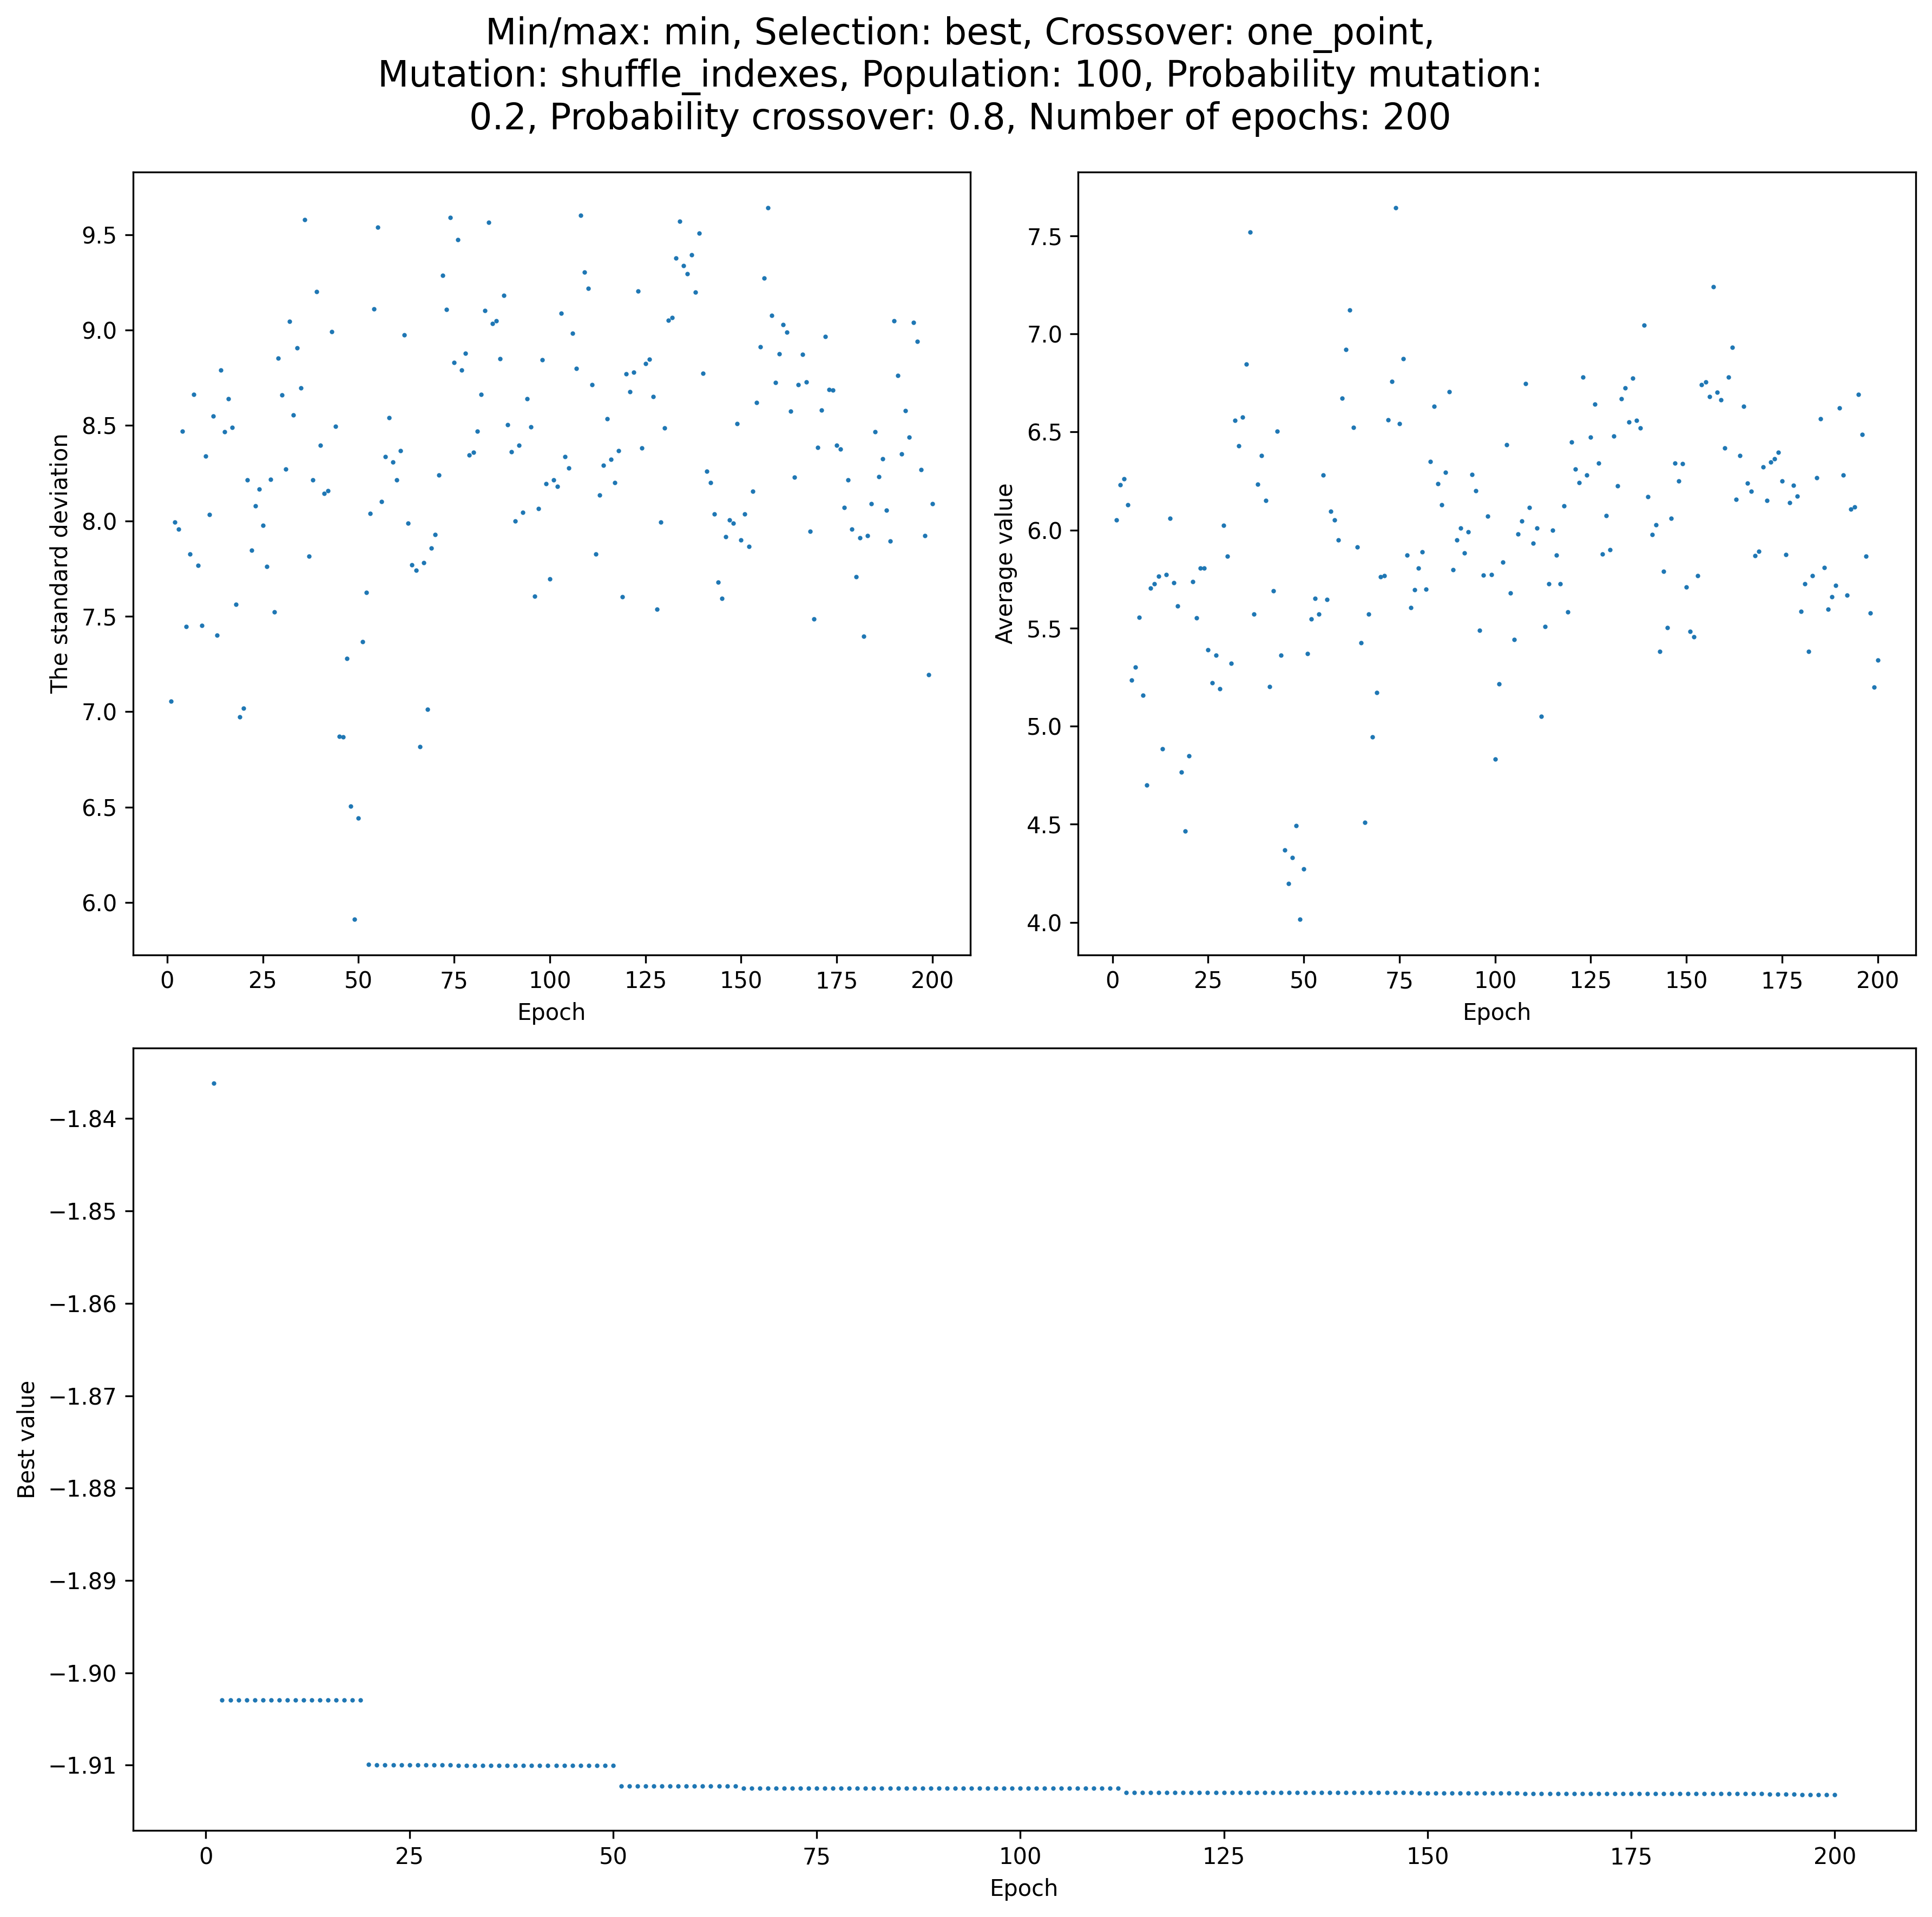 Min/max: min, Selection: best, Crossover: one_point,
Mutation: shuffle_indexes, Population: 100, Probability mutation:
0.2, Probability crossover: 0.8, Number of epochs: 200
The standard deviation
9.5
9.0
8.5
8.0
7.5
7.0
6.5
6.0
0 25 50 75 100 125 150 175 200
Epoch
Average value
7.5
7.0
6.5
6.0
5.5
5.0
4.5
4.0
0 25 50 75 100 125 150 175 200
Epoch
Best value
−1.84
−1.85
−1.86
−1.87
−1.88
−1.89
−1.90
−1.91
0 25 50 75 100 125 150 175 200
Epoch